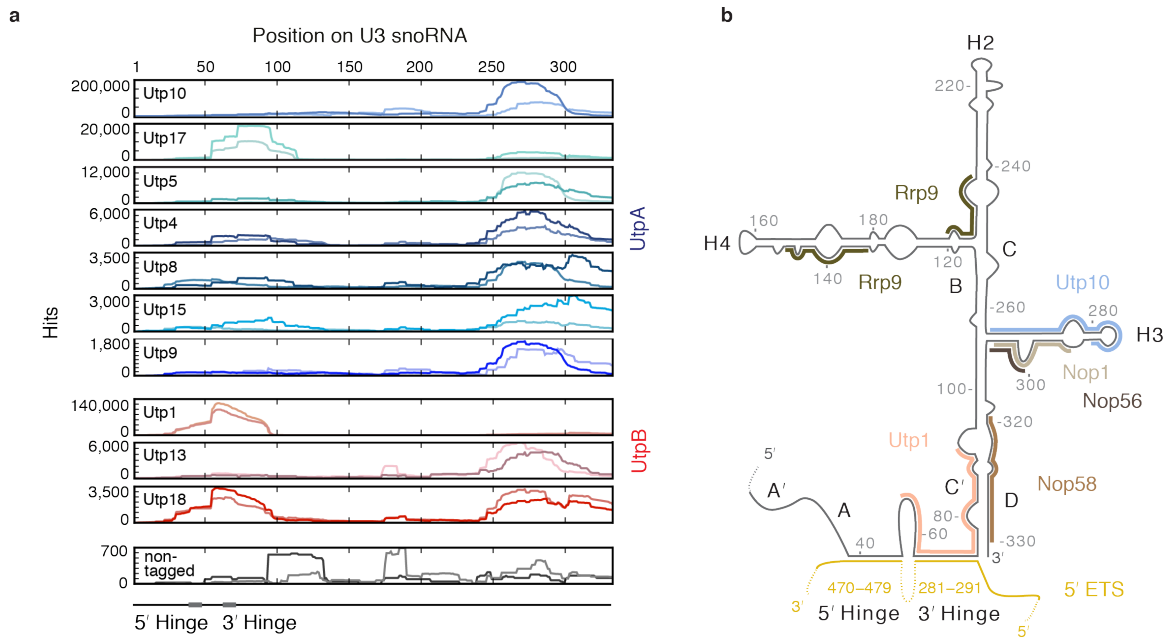 a
Position on U3 snoRNA
1 50 100 150 200 250 300
Hits
200,000
0
Utp10
20,000
0
Utp17
12,000
0
Utp5
6,000
0
Utp4
3,500
0
Utp8
3,000
0
Utp15
1,800
0
Utp9
UtpA
140,000
0
Utp1
6,000
0
Utp13
3,500
0
Utp18
UtpB
700
0
non-
tagged
5′ Hinge 3′ Hinge
b
H2
220-
-240
Rrp9
160
180
H4
140
120
Rrp9
C
B
-260
Utp10
280
H3
300
Nop1
Nop56
100-
-320
Utp1
5′
A′
A
C′
D
Nop58
80-
-60
40
-330
3′
470–479 281–291
3′
5′ Hinge 3′ Hinge
5′ ETS
5′